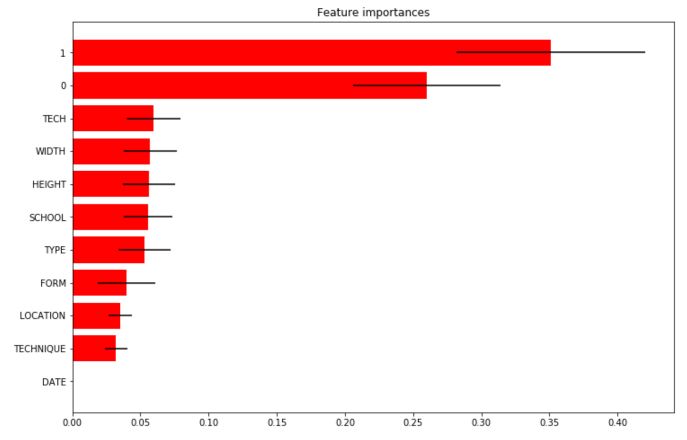 Feature importances
1
0
TECH
WIDTH
HEIGHT
SCHOOL
TYPE
FORM
LOCATION
TECHNIQUE
DATE
0.00 0.05 0.10 0.15 0.20 0.25 0.30 0.35 0.40